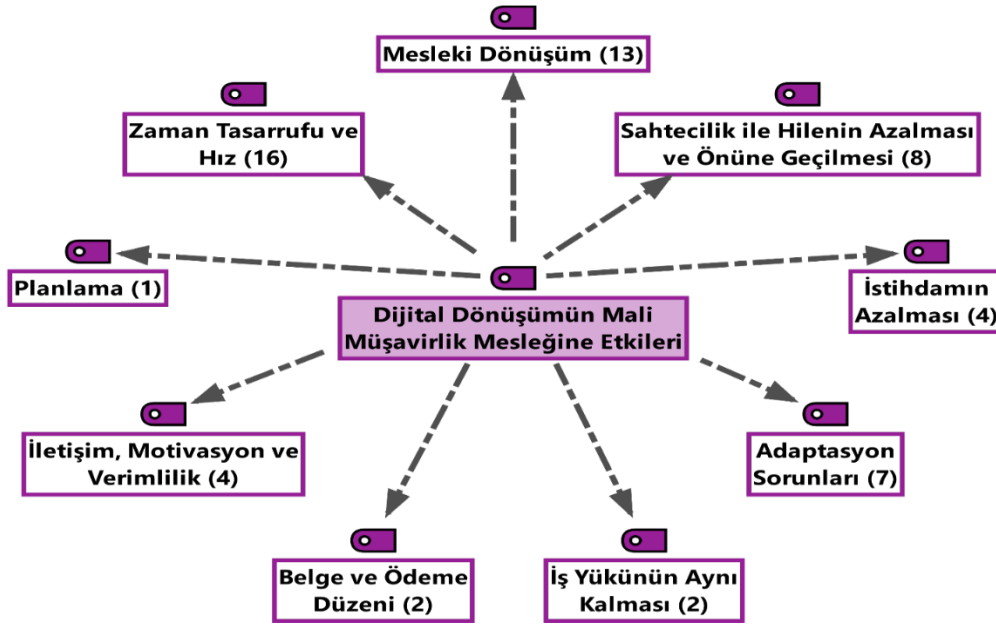 Mesleki Dönüşüm (13)
Zaman Tasarrufu ve
Hız (16)
Sahtecilik ile Hilenin Azalması
ve Önüne Geçilmesi (8)
Planlama (1)
İstihdamın
Azalması (4)
Dijital Dönüşümün Mali
Müşavirlik Mesleğine Etkileri
İletişim, Motivasyon ve
Verimlilik (4)
Adaptasyon
Sorunları (7)
Belge ve Ödeme
Düzeni (2)
İş Yükünün Aynı
Kalması (2)